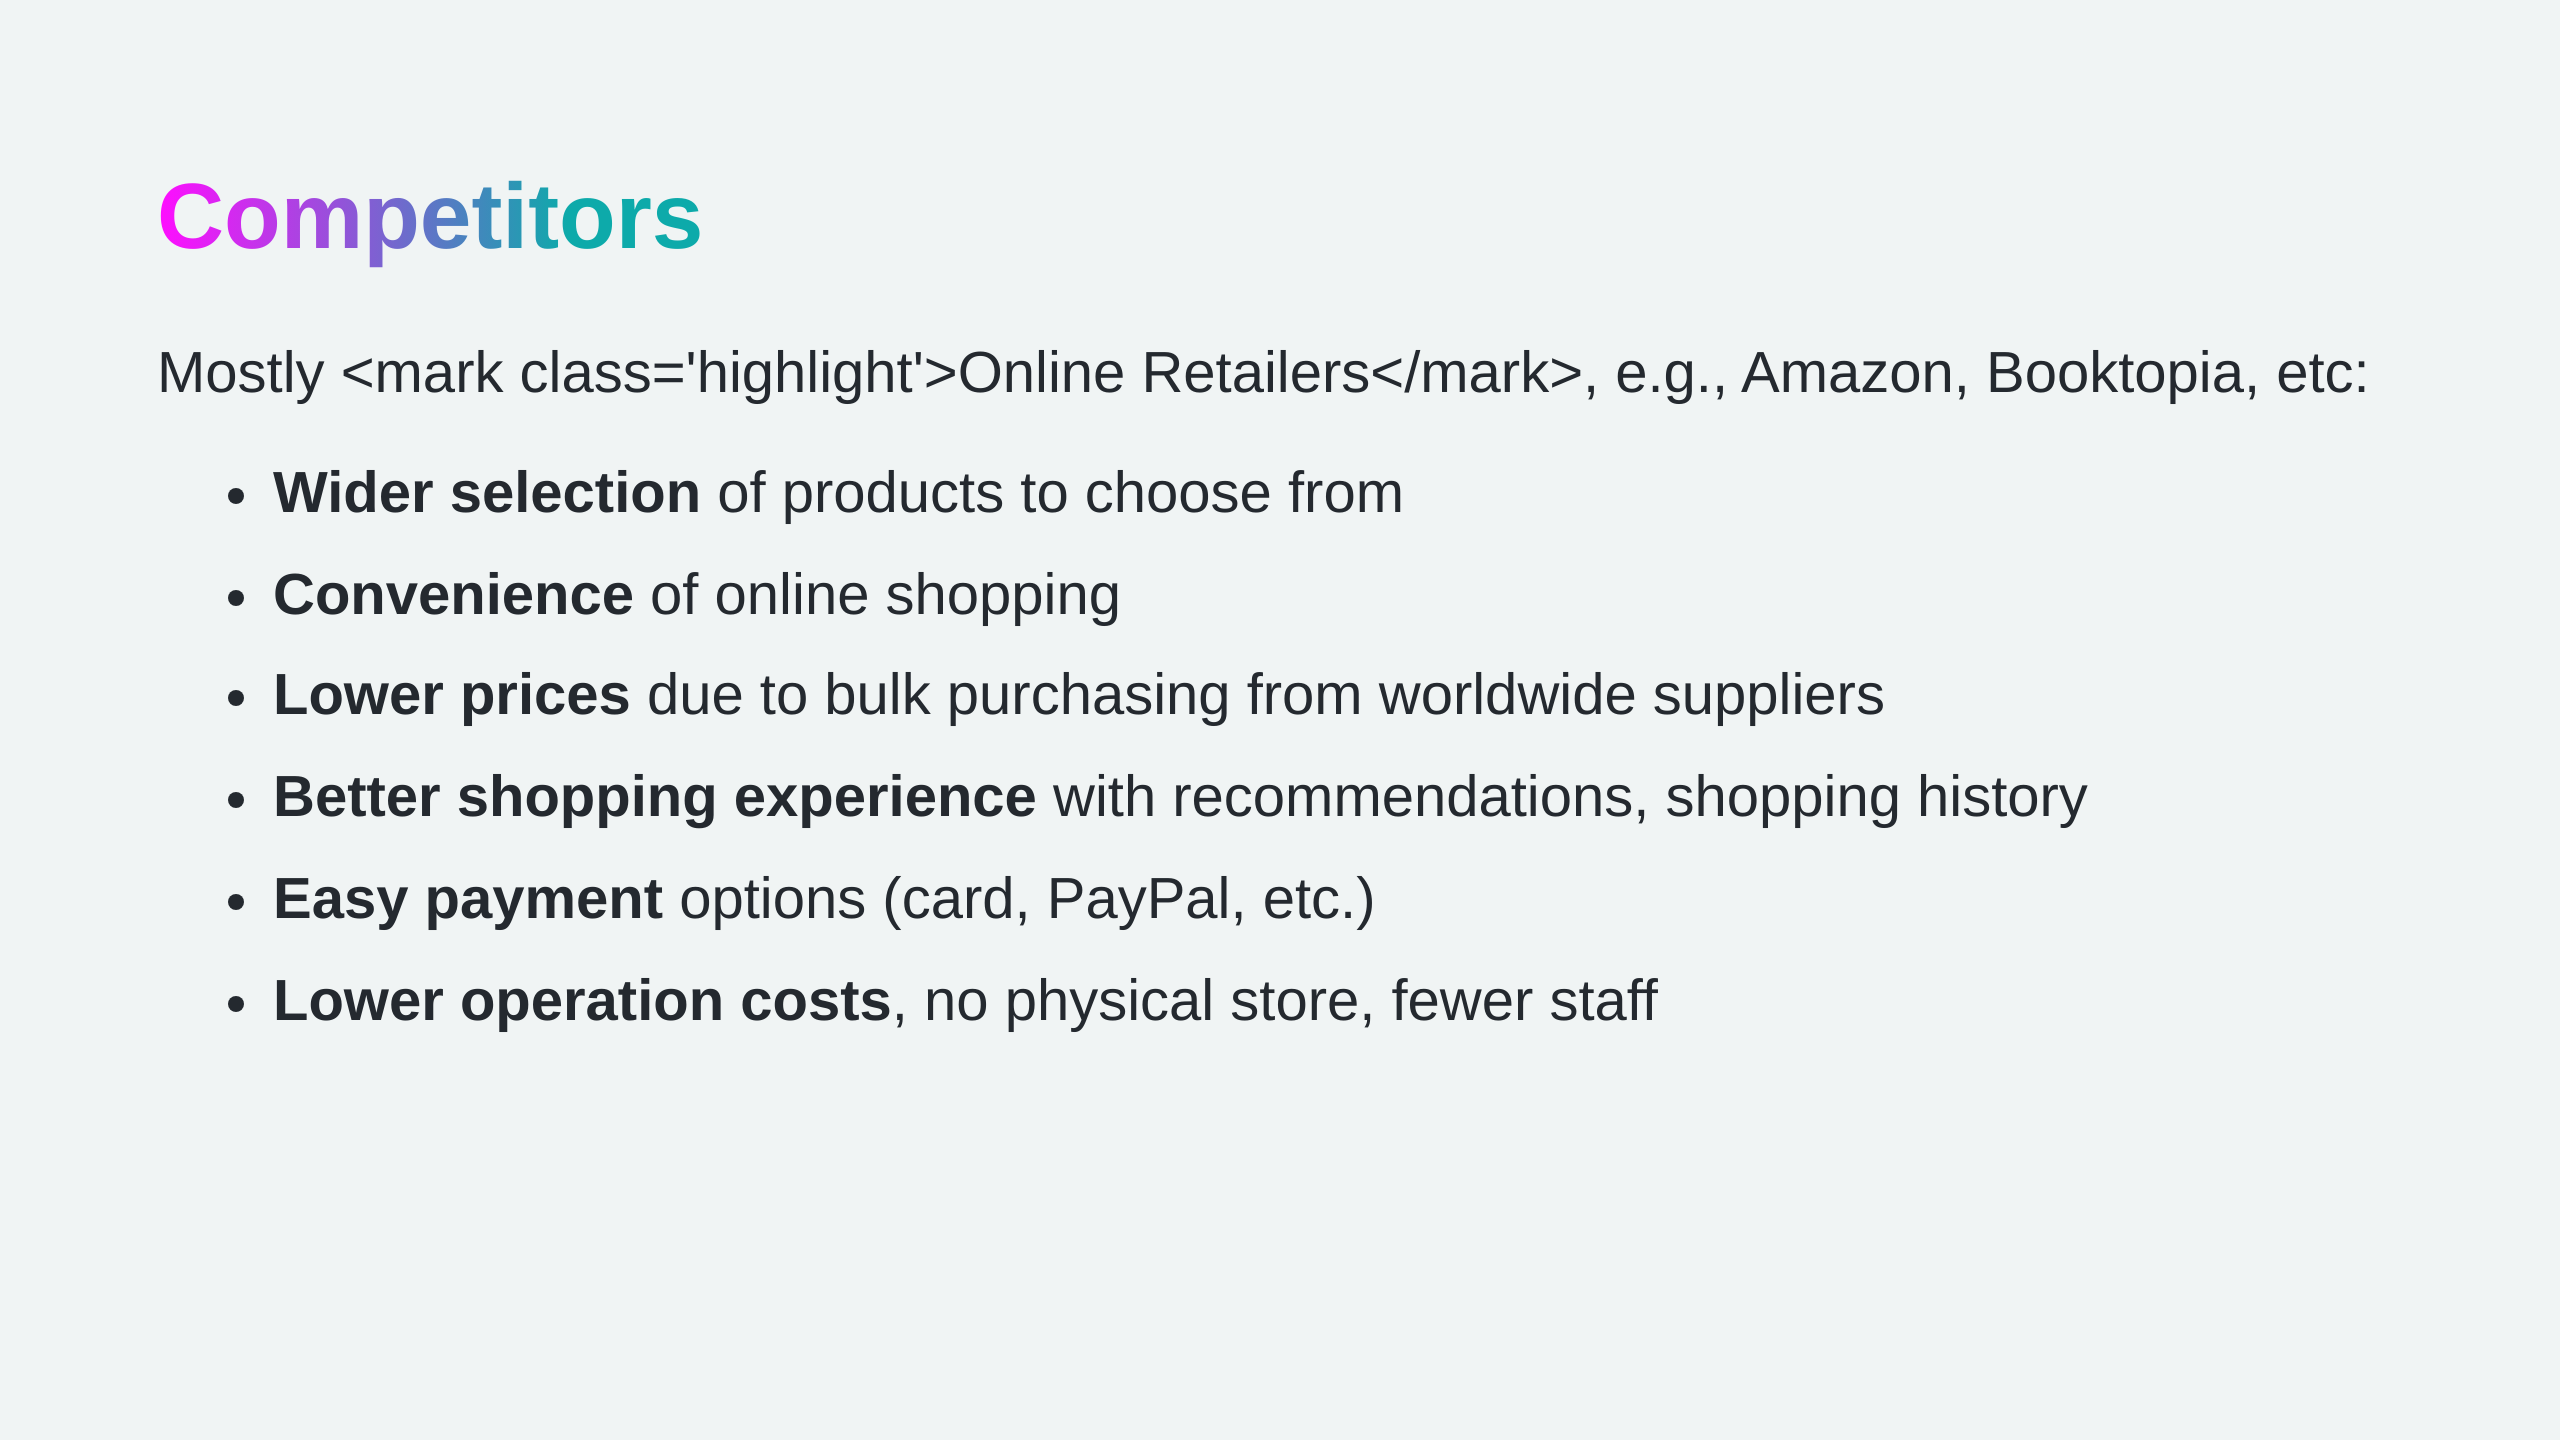 Competitors
Mostly <mark class='highlight'>Online Retailers</mark>, e.g., Amazon, Booktopia, etc:
• Wider selection of products to choose from
• Convenience of online shopping
• Lower prices due to bulk purchasing from worldwide suppliers
• Better shopping experience with recommendations, shopping history
• Easy payment options (card, PayPal, etc.)
• Lower operation costs, no physical store, fewer staff